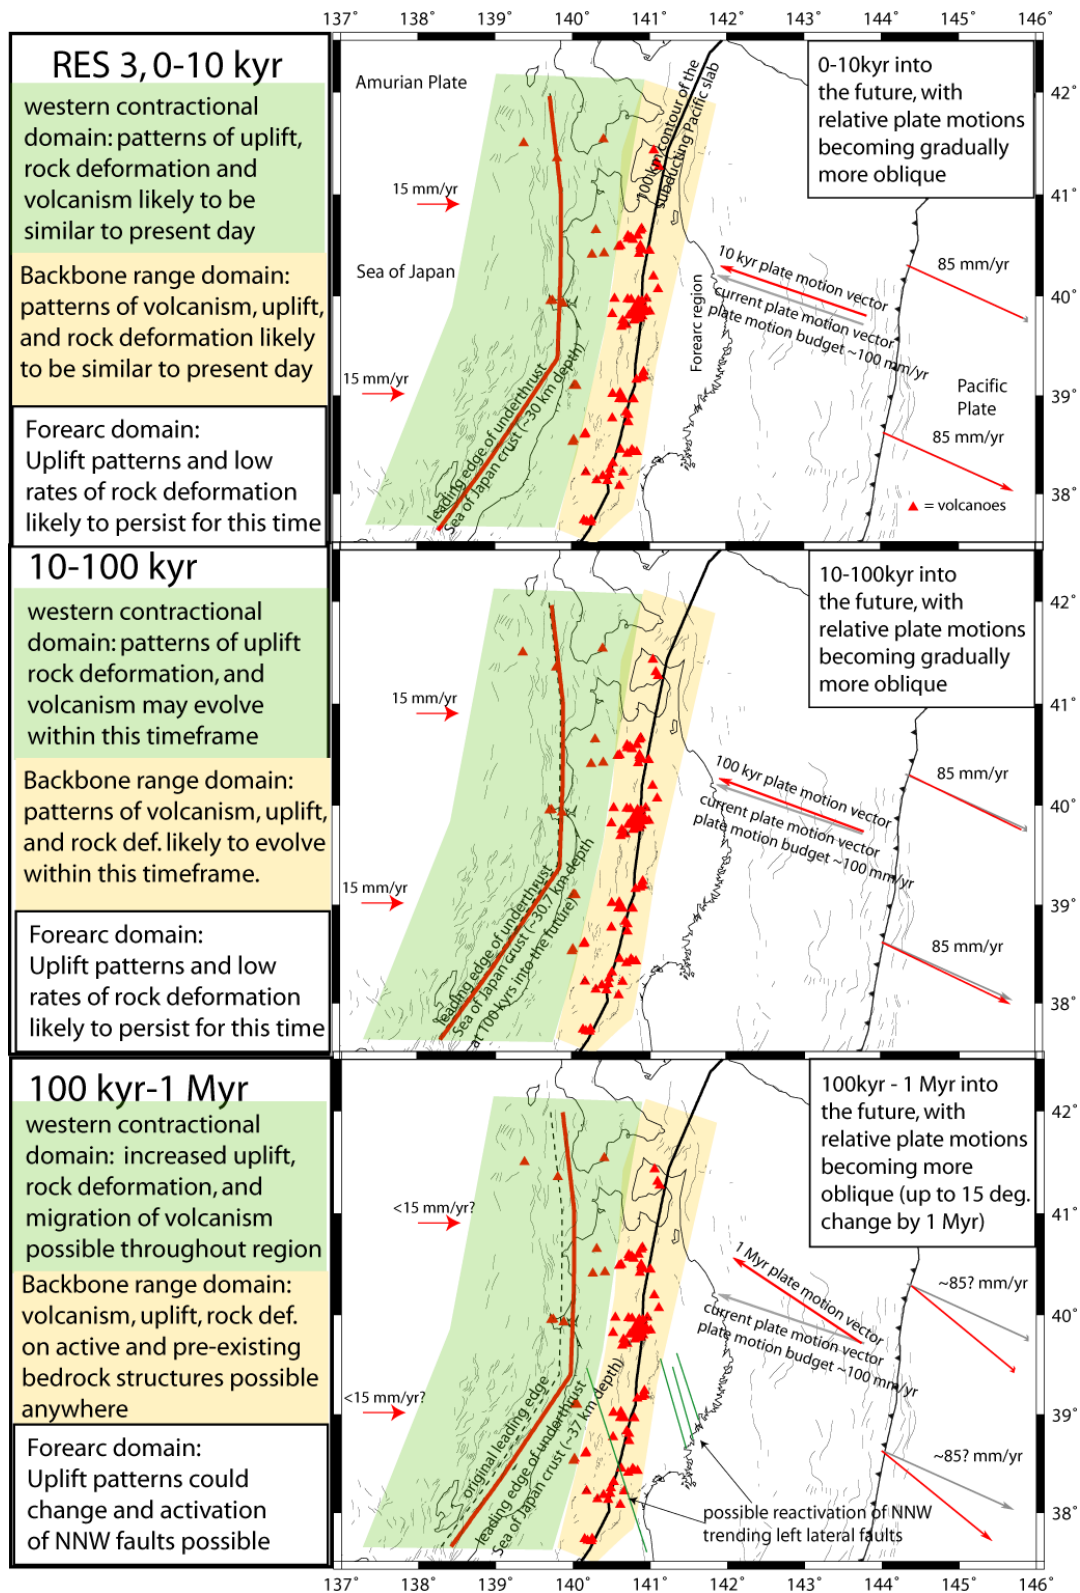 137° 138° 139° 140° 141° 142° 143° 144° 145° 146°
RES 3, 0-10 kyr
western contractional
domain: patterns of uplift,
rock deformation and
volcanism likely to be
similar to present day
Backbone range domain:
patterns of volcanism, uplift,
and rock deformation likely
to be similar to present day
Forearc domain:
Uplift patterns and low
rates of rock deformation
likely to persist for this time
Amurian Plate
15 mm/yr
Sea of Japan
15 mm/yr
leading edge of underthrust
Sea of Japan crust (~30 km depth)
100 km contour of the
subducting Pacific slab
Forearc region
10 kyr plate motion vector
current plate motion vector
plate motion budget ~100 mm/yr
0-10kyr into
the future, with
relative plate motions
becoming gradually
more oblique
85 mm/yr
Pacific
Plate
85 mm/yr
= volcanoes
42°
41°
40°
39°
38°
10-100 kyr
western contractional
domain: patterns of uplift
rock deformation, and
volcanism may evolve
within this timeframe
Backbone range domain:
patterns of volcanism, uplift,
and rock def. likely to evolve
within this timeframe.
Forearc domain:
Uplift patterns and low
rates of rock deformation
likely to persist for this time
15 mm/yr
15 mm/yr
leading edge of underthrust
Sea of Japan crust (~30.7 km depth
at 100 kyrs into the future)
100 kyr plate motion vector
current plate motion vector
plate motion budget ~100 mm/yr
10-100kyr into
the future, with
relative plate motions
becoming gradually
more oblique
85 mm/yr
85 mm/yr
42°
41°
40°
39°
38°
100 kyr-1 Myr
western contractional
domain: increased uplift,
rock deformation, and
migration of volcanism
possible throughout region
Backbone range domain:
volcanism, uplift, rock def.
on active and pre-existing
bedrock structures possible
anywhere
Forearc domain:
Uplift patterns could
change and activation
of NNW faults possible
<15 mm/yr?
<15 mm/yr?
original leading edge
leading edge of underthrust
Sea of Japan crust (~37 km depth)
1 Myr plate motion vector
current plate motion vector
plate motion budget ~100 mm/yr
possible reactivation of NNW
trending left lateral faults
100kyr - 1 Myr into
the future, with
relative plate motions
becoming more
oblique (up to 15 deg.
change by 1 Myr)
~85? mm/yr
~85? mm/yr
42°
41°
40°
39°
38°
137° 138° 139° 140° 141° 142° 143° 144° 145° 146°